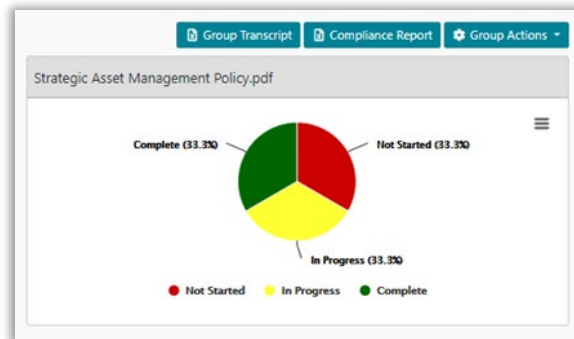 Group Transcript Compliance Report Group Actions
Strategic Asset Management Policy.pdf
Complete (33.3%) Not Started (33.3%)
In Progress (33.3%)
Not Started In Progress Complete